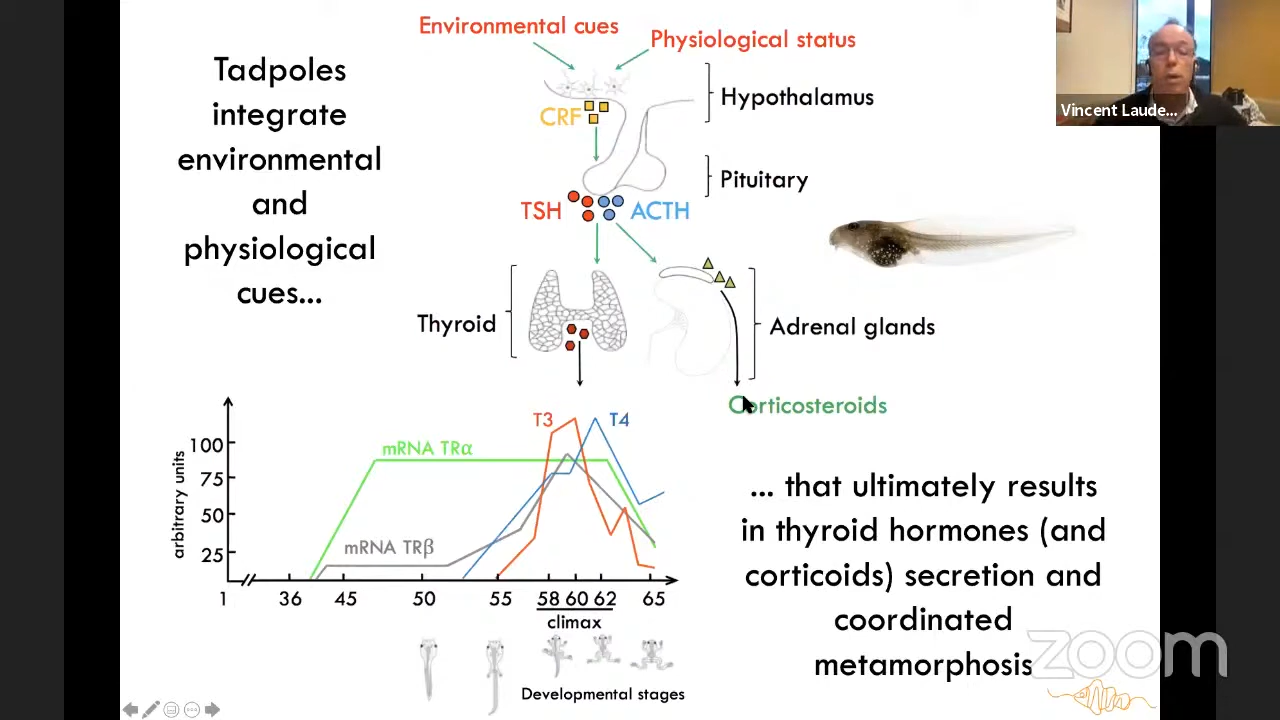 Environmental cues
Physiological status
Tadpoles
integrate
environmental
and
physiological
cues...
Hypothalamus
CRF
Pituitary
TSH
ACTH
Thyroid
Adrenal glands
Corticosteroids
Vincent Laude...
T3
T4
mRNA TRα
mRNA TRβ
arbitrary units
100
75
50
25
1 36 45 50 55 58 60 62 65
climax
Developmental stages
... that ultimately results
in thyroid hormones (and
corticoids) secretion and
coordinated
metamorphosis
zoom